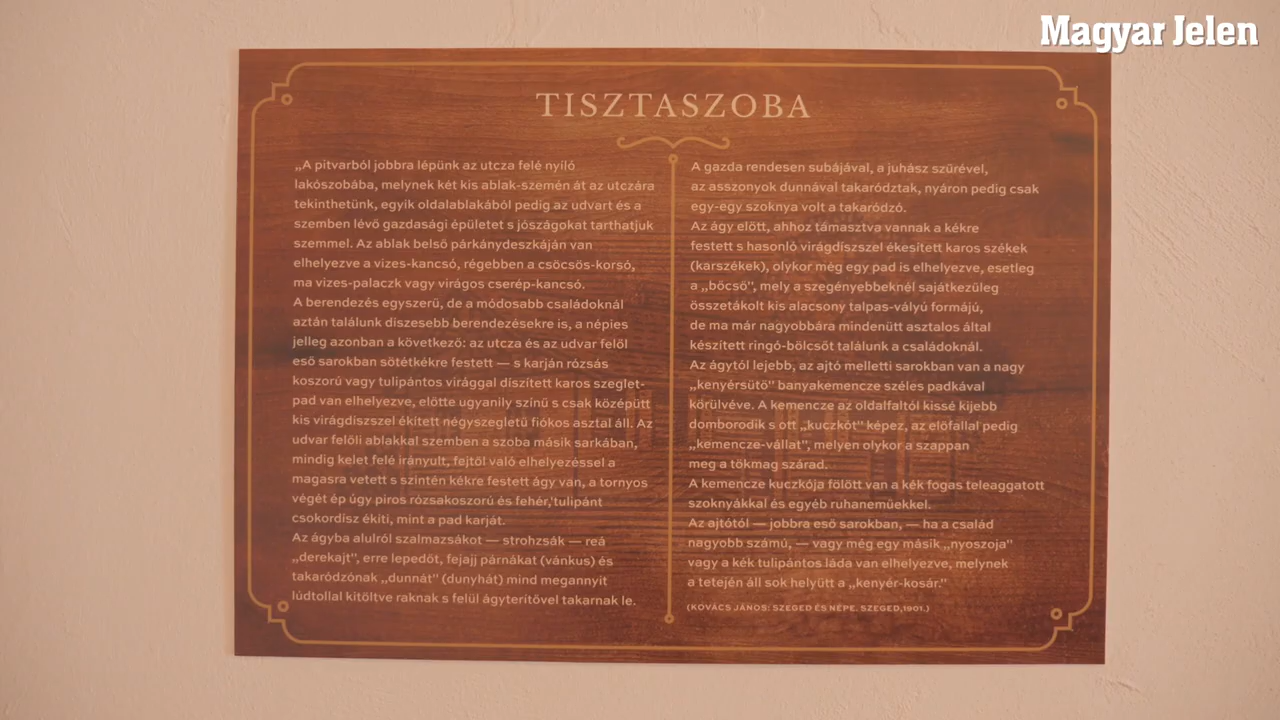 Magyar Jelen
TISZTASZOBA
„A pitvarból jobbra lépünk az utcza felé nyíló
lakószobába, melynek két kis ablak-szemén át az utczára
tekinthetünk, egyik oldalablakából pedig az udvart és a
szemben lévő gazdasági épületet s jószágokat tarthatjuk
szemmel. Az ablak belső párkánydeszkáján van
elhelyezve a vizes-kancsó, régebben a csöcsös-korsó,
ma vizes-palaczk vagy virágos cserép-kancsó.
A berendezés egyszerű, de a módosabb családoknál
aztán találunk díszesebb berendezésekre is, a népies
jelleg azonban a következő: az utcza és az udvar felől
eső sarokban sötétkékre festett — s karján rózsás
koszorú vagy tulipántos virággal díszített karos szeglet-
pad van elhelyezve, előtte ugyanily színű s csak középütt
kis virágdíszszel ékített négyszegletű fiókos asztal áll. Az
udvar felőli ablakkal szemben a szoba másik sarkában,
mindig kelet felé irányult, fejtől való elhelyezéssel a
magasra vetett s szintén kékre festett ágy van, a tornyos
végét ép úgy piros rózsakoszorú és fehér,'tulipánt
csokordísz ékíti, mint a pad karját.
Az ágyba alulról szalmazsákot — strohzsák — reá
„derekajt", erre lepedőt, fejajj párnákat (vánkus) és
takaródzónak „dunnát" (dunyhát) mind megannyit
lúdtollal kitöltve raknak s felül ágyterítővel takarnak le.
A gazda rendesen subájával, a juhász szűrével,
az asszonyok dunnával takarództak, nyáron pedig csak
egy-egy szoknya volt a takaródzó.
Az ágy előtt, ahhoz támasztva vannak a kékre
festett s hasonló virágdíszszel ékesített karos székek
(karszékek), olykor még egy pad is elhelyezve, esetleg
a „bőcső", mely a szegényebbeknél sajátkezűleg
összetákolt kis alacsony talpas-vályú formájú,
de ma már nagyobbára mindenütt asztalos által
készített ringó-bölcsőt találunk a családoknál.
Az ágytól lejebb, az ajtó melletti sarokban van a nagy
„kenyérsütő" banyakemencze széles padkával
körülvéve. A kemencze az oldalfaltól kissé kijebb
domborodik s ott „kuczkót" képez, az előfallal pedig
„kemencze-vállat", melyen olykor a szappan
meg a tökmag szárad.
A kemencze kuczkója fölött van a kék fogas teleaggatott
szoknyákkal és egyéb ruhaneműekkel.
Az ajtótól — jobbra eső sarokban, — ha a család
nagyobb számú, — vagy még egy másik „nyoszoja"
vagy a kék tulipántos láda van elhelyezve, melynek
a tetején áll sok helyütt a „kenyér-kosár."
(KOVÁCS JÁNOS: SZEGED ÉS NÉPE. SZEGED,1901.)